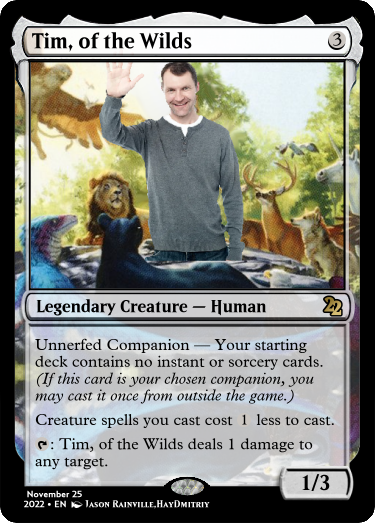 Tim, of the Wilds 3
Legendary Creature — Human 22
Unnerfed Companion — Your starting
deck contains no instant or sorcery cards.
(If this card is your chosen companion, you
may cast it once from outside the game.)
Creature spells you cast cost 1 less to cast.
: Tim, of the Wilds deals 1 damage to
any target.
1/3
November 25
2022 • EN Jason Rainville,HayDmitriy